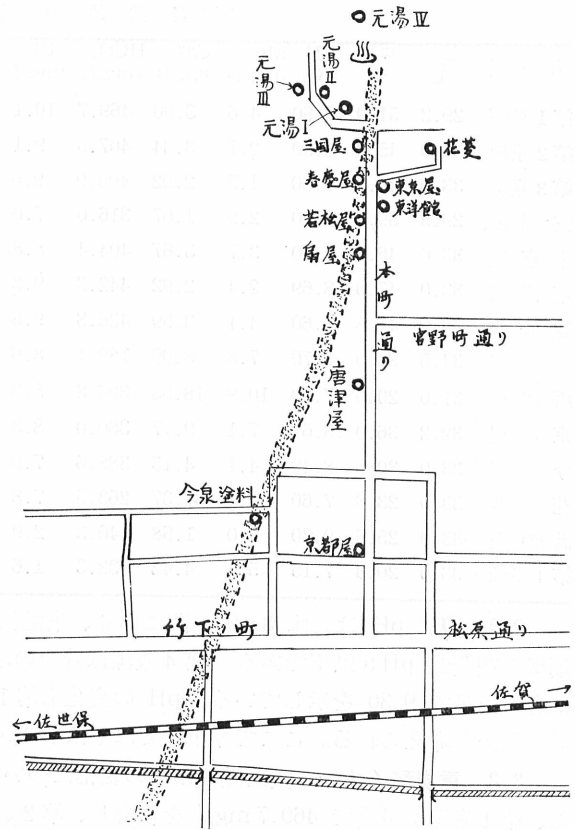 元湯Ⅳ
元湯Ⅱ
元湯Ⅲ
元湯Ⅰ
三国屋
花菱
春慶屋
東京屋
東洋館
若松屋
扇屋
本町通り
宮野町通り
唐津屋
今泉塗料
京都屋
竹下町
松原通り
佐賀
佐世保